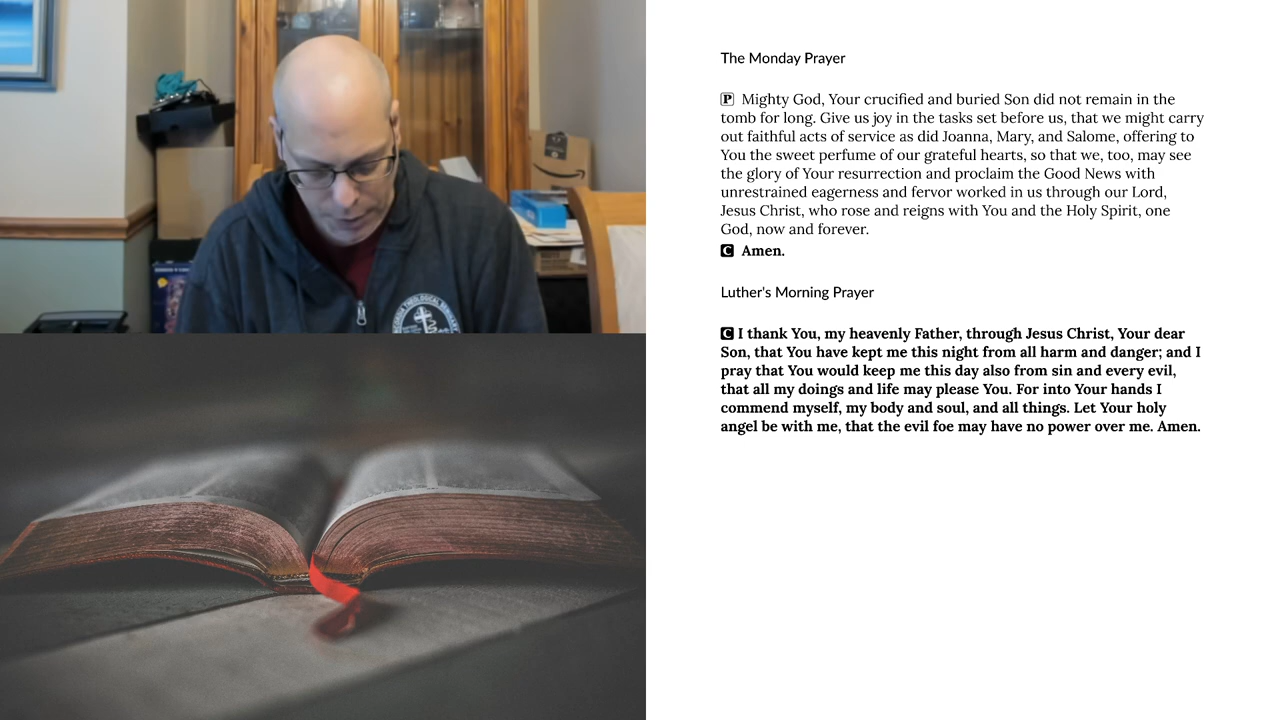 The Monday Prayer
P Mighty God, Your crucified and buried Son did not remain in the
tomb for long. Give us joy in the tasks set before us, that we might carry
out faithful acts of service as did Joanna, Mary, and Salome, offering to
You the sweet perfume of our grateful hearts, so that we, too, may see
the glory of Your resurrection and proclaim the Good News with
unrestrained eagerness and fervor worked in us through our Lord,
Jesus Christ, who rose and reigns with You and the Holy Spirit, one
God, now and forever.
C Amen.
Luther's Morning Prayer
C I thank You, my heavenly Father, through Jesus Christ, Your dear
Son, that You have kept me this night from all harm and danger; and I
pray that You would keep me this day also from sin and every evil,
that all my doings and life may please You. For into Your hands I
commend myself, my body and soul, and all things. Let Your holy
angel be with me, that the evil foe may have no power over me. Amen.
THEOLOGICAL SEMINARY